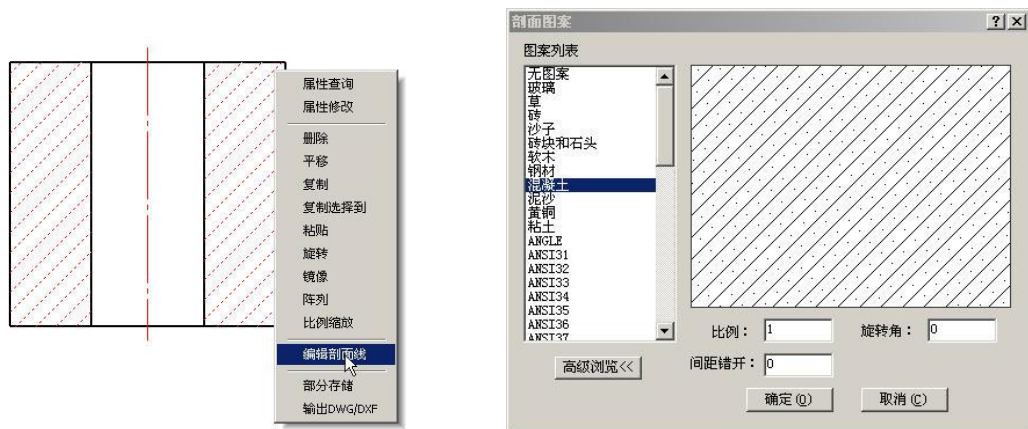 属性查询
属性修改
删除
平移
复制
复制选择到
粘贴
旋转
镜像
阵列
比例缩放
编辑剖面线
部分存储
输出DWG/DXF
剖面图案
图案列表
无图案
玻璃
草
砖
沙子
砖块和石头
软木
钢材
混凝土
泥沙
黄铜
粘土
ANGLE
ANSI31
ANSI32
ANSI33
ANSI34
ANSI35
ANSI36
ANSI37
高级浏览<<
比例： 1
旋转角： 0
间距错开： 0
确定(O)
取消(C)